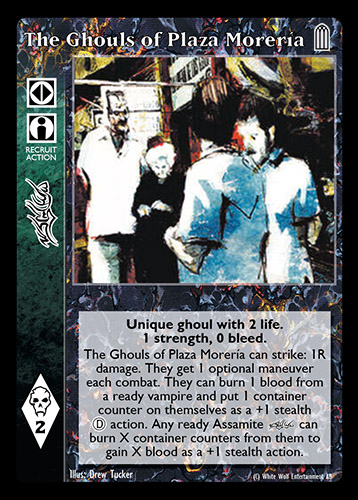 The Ghouls of Plaza Morería
RECRUIT
ACTION
Unique ghoul with 2 life.
1 strength, 0 bleed.
The Ghouls of Plaza Morería can strike: 1R
damage. They get 1 optional maneuver
each combat. They can burn 1 blood from
a ready vampire and put 1 container
counter on themselves as a +1 stealth
Ⓓ action. Any ready Assamite can
burn X container counters from them to
gain X blood as a +1 stealth action.
2
Illus: Drew Tucker